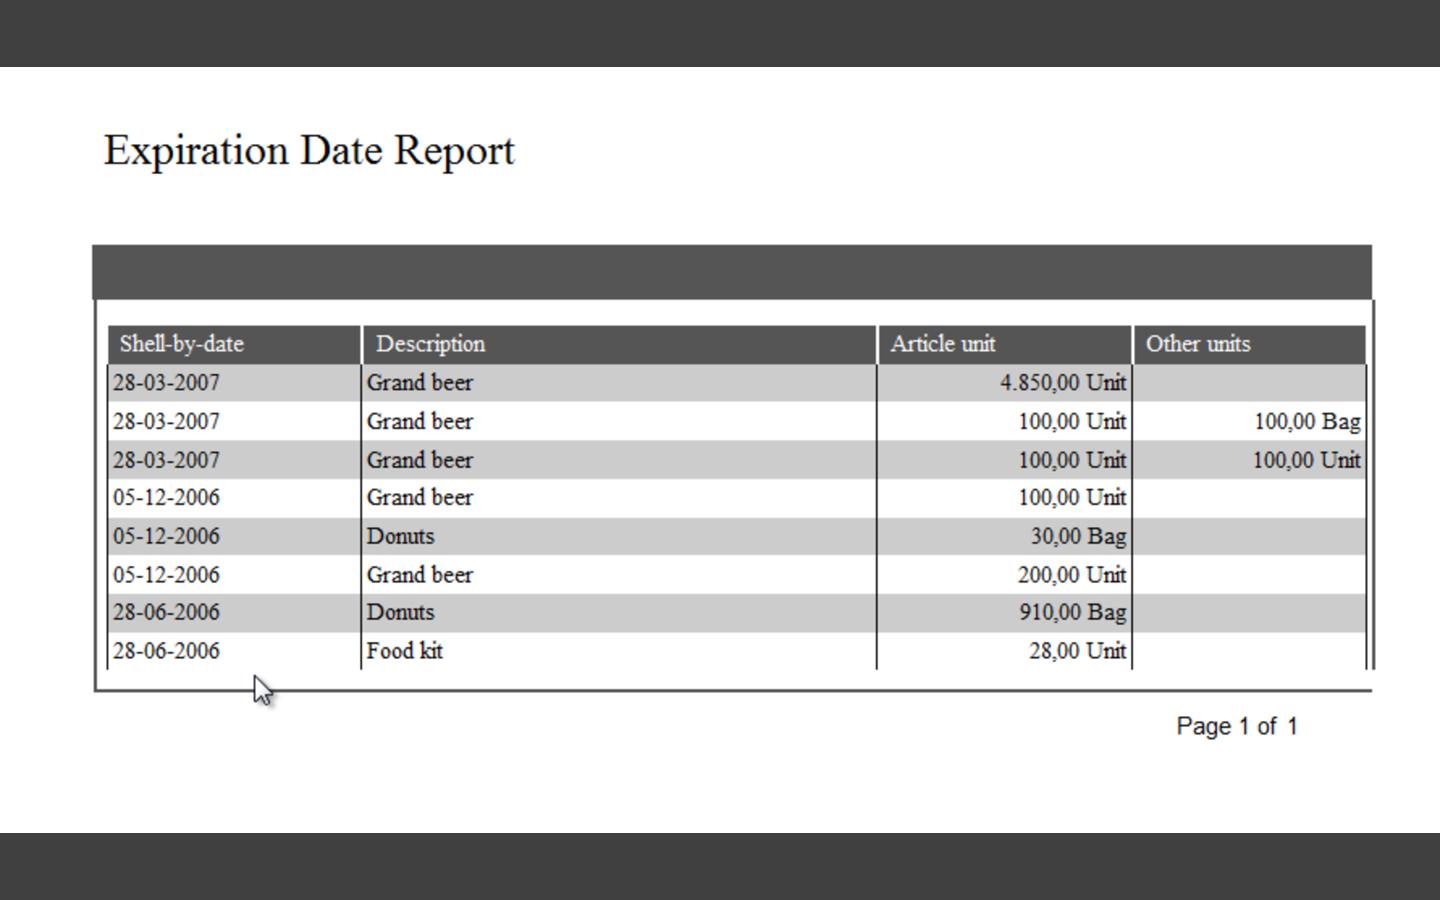 Expiration Date Report
Shell-by-date Description Article unit Other units
28-03-2007 Grand beer 4.850,00 Unit
28-03-2007 Grand beer 100,00 Unit 100,00 Bag
28-03-2007 Grand beer 100,00 Unit 100,00 Unit
05-12-2006 Grand beer 100,00 Unit
05-12-2006 Donuts 30,00 Bag
05-12-2006 Grand beer 200,00 Unit
28-06-2006 Donuts 910,00 Bag
28-06-2006 Food kit 28,00 Unit
Page 1 of 1